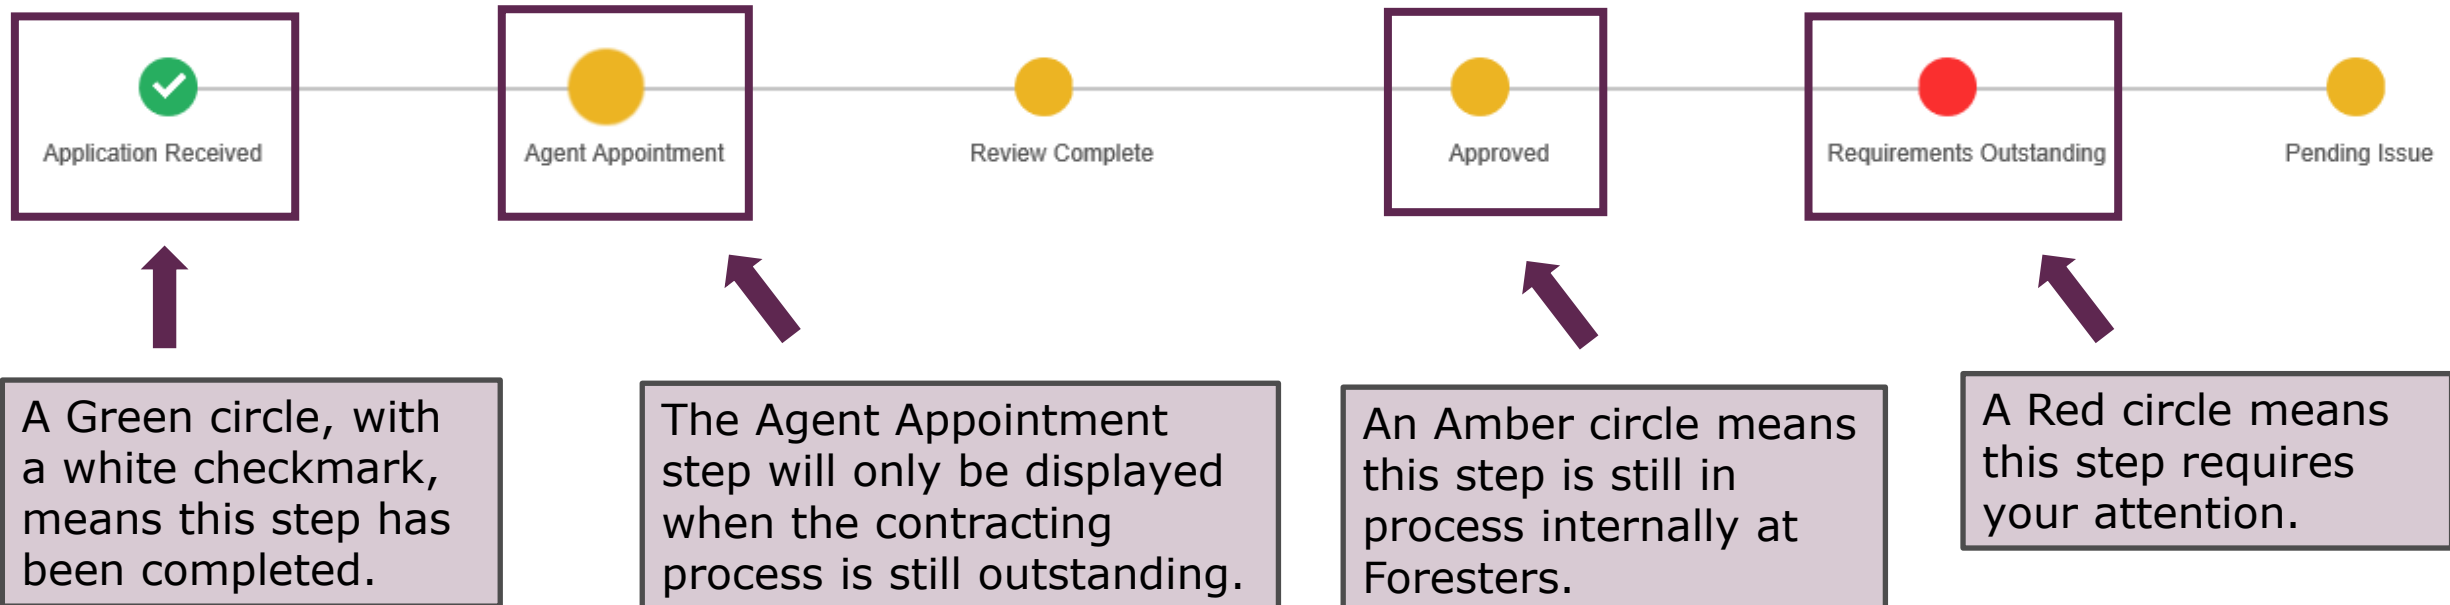 Application Received
Agent Appointment
Review Complete
Approved
Requirements Outstanding
Pending Issue
A Green circle, with
a white checkmark,
means this step has
been completed.
The Agent Appointment
step will only be displayed
when the contracting
process is still outstanding.
An Amber circle means
this step is still in
process internally at
Foresters.
A Red circle means
this step requires
your attention.